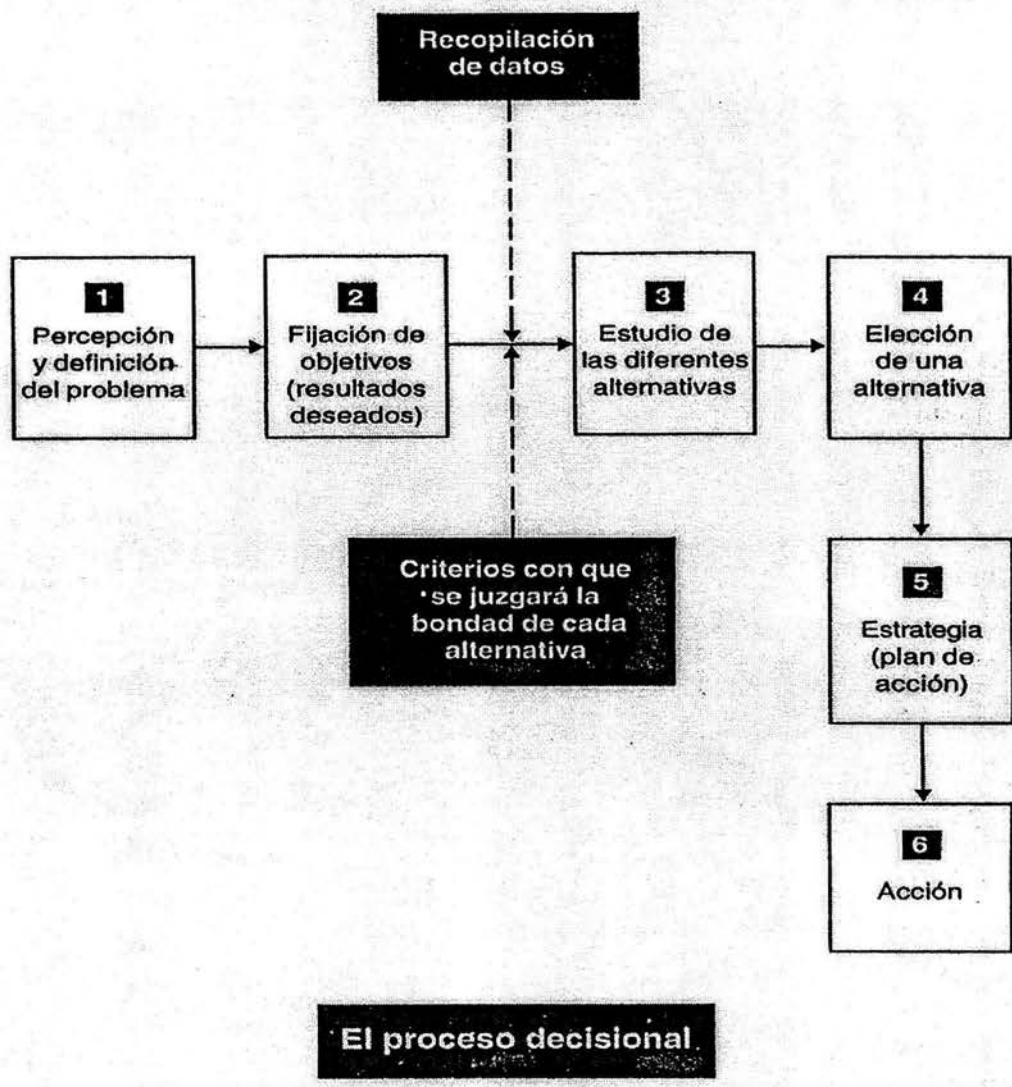 Recopilación
de datos
1
Percepción
y definición
del problema
2
Fijación de
objetivos
(resultados
deseados)
3
Estudio de
las diferentes
alternativas
4
Elección
de una
alternativa
Criterios con que
se juzgará la
bondad de cada
alternativa
5
Estrategia
(plan de
acción)
6
Acción
El proceso decisional